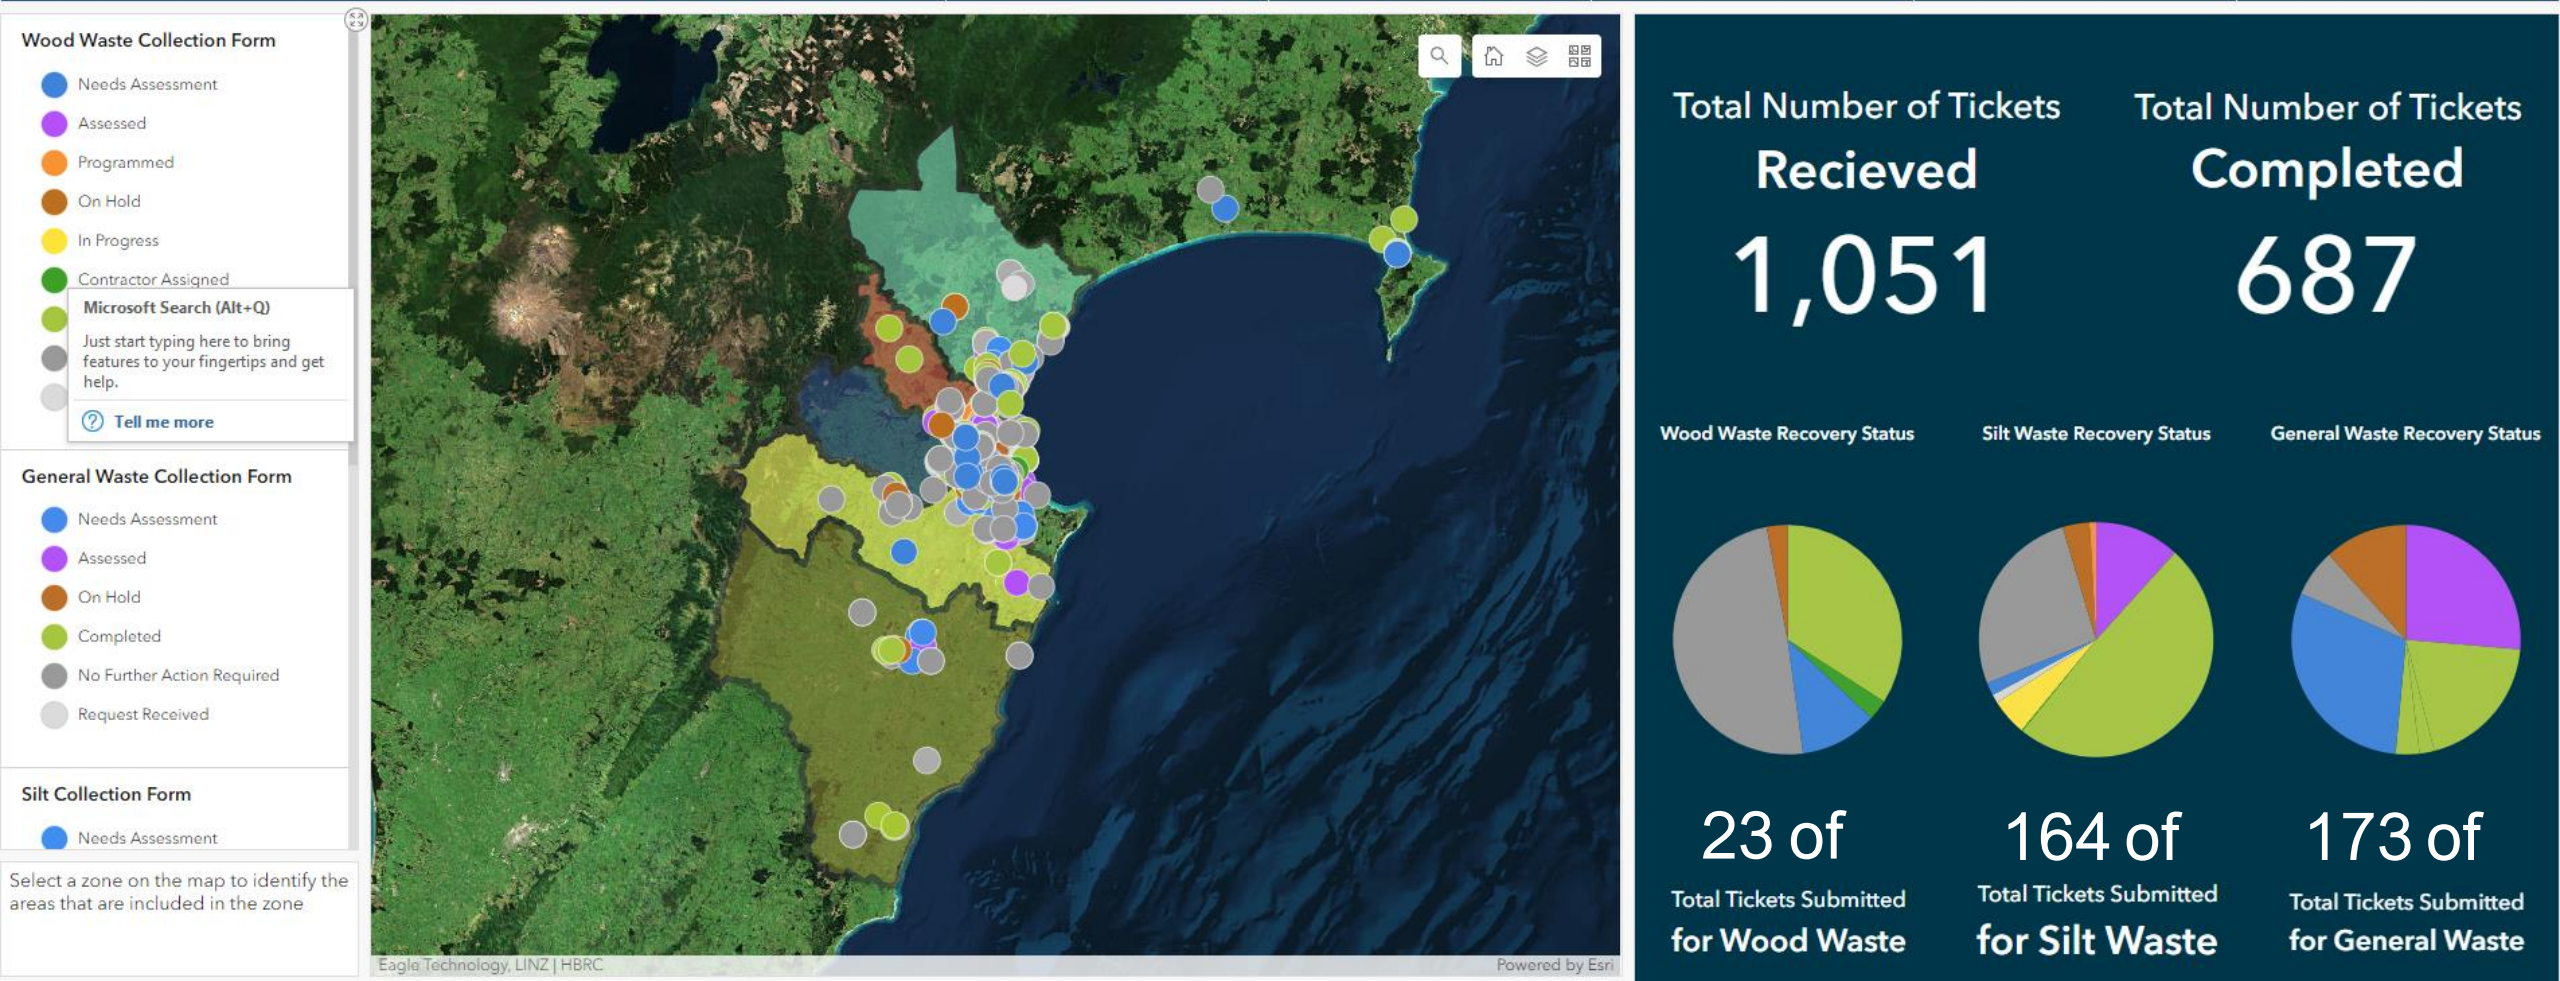 Wood Waste Collection Form
Needs Assessment
Assessed
Programmed
On Hold
In Progress
Contractor Assigned
Microsoft Search (Alt+Q)
Just start typing here to bring
features to your fingertips and get
help.
Tell me more
General Waste Collection Form
Needs Assessment
Assessed
On Hold
Completed
No Further Action Required
Request Received
Silt Collection Form
Needs Assessment
Select a zone on the map to identify the
areas that are included in the zone
Eagle Technology, LINZ | HBRC
Powered by Esri
Total Number of Tickets
Recieved
1,051
Total Number of Tickets
Completed
687
Wood Waste Recovery Status
Silt Waste Recovery Status
General Waste Recovery Status
23 of
Total Tickets Submitted
for Wood Waste
164 of
Total Tickets Submitted
for Silt Waste
173 of
Total Tickets Submitted
for General Waste